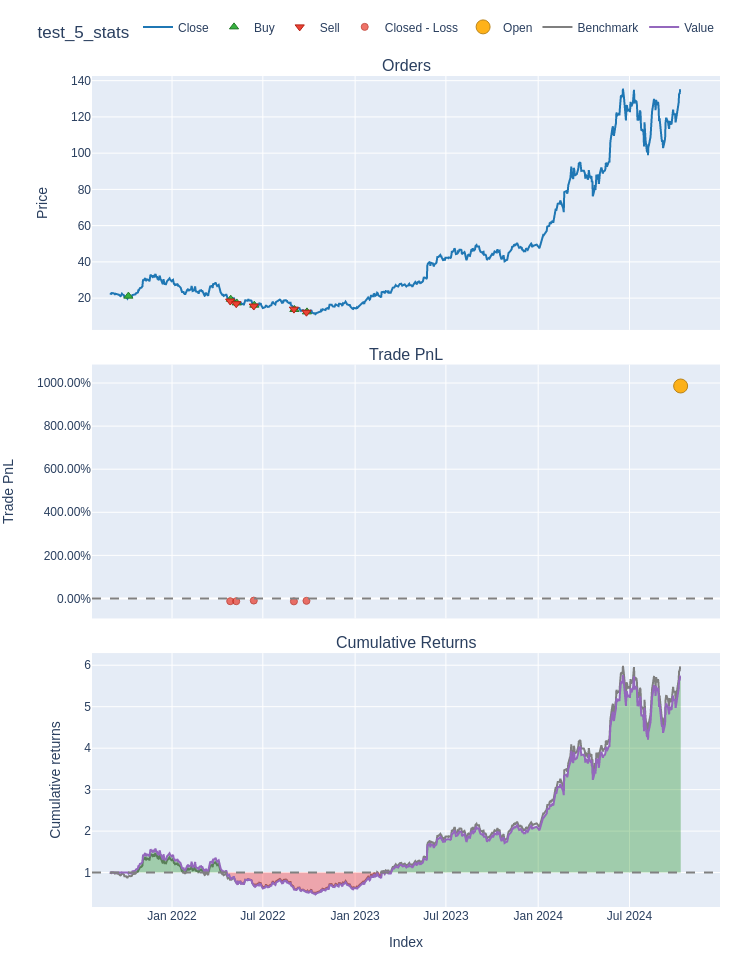 test_5_stats
Close Buy Sell Closed - Loss Open Benchmark Value
Orders
140
120
100
80
60
40
20
Price
Trade PnL
1000.00%
800.00%
600.00%
400.00%
200.00%
0.00%
Trade PnL
Cumulative Returns
6
5
4
3
2
1
Cumulative returns
Jan 2022 Jul 2022 Jan 2023 Jul 2023 Jan 2024 Jul 2024
Index